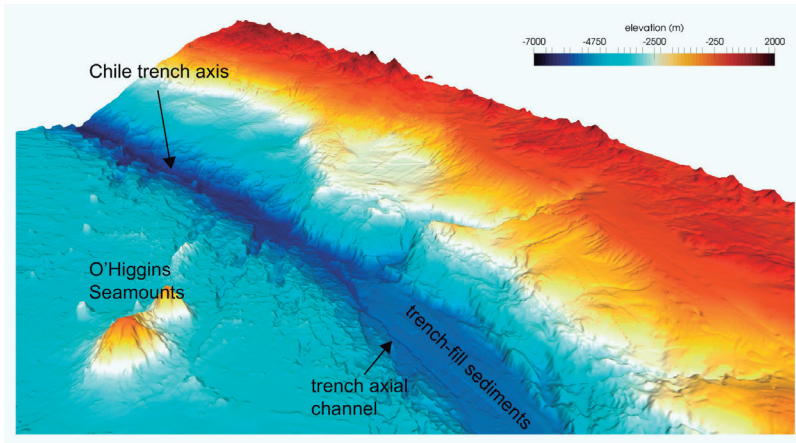 elevation (m)
-7000 -4750 -2500 -250 2000
Chile trench axis
O'Higgins
Seamounts
trench-fill sediments
trench axial
channel